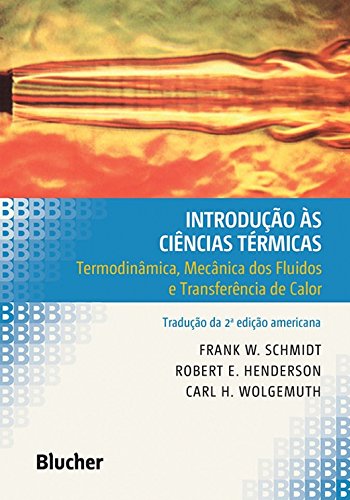 INTRODUÇÃO ÀS
CIÊNCIAS TÉRMICAS
Termodinâmica, Mecânica dos Fluidos
e Transferência de Calor
Tradução da 2ª edição americana
FRANK W. SCHMIDT
ROBERT E. HENDERSON
CARL H. WOLGEMUTH
Blucher